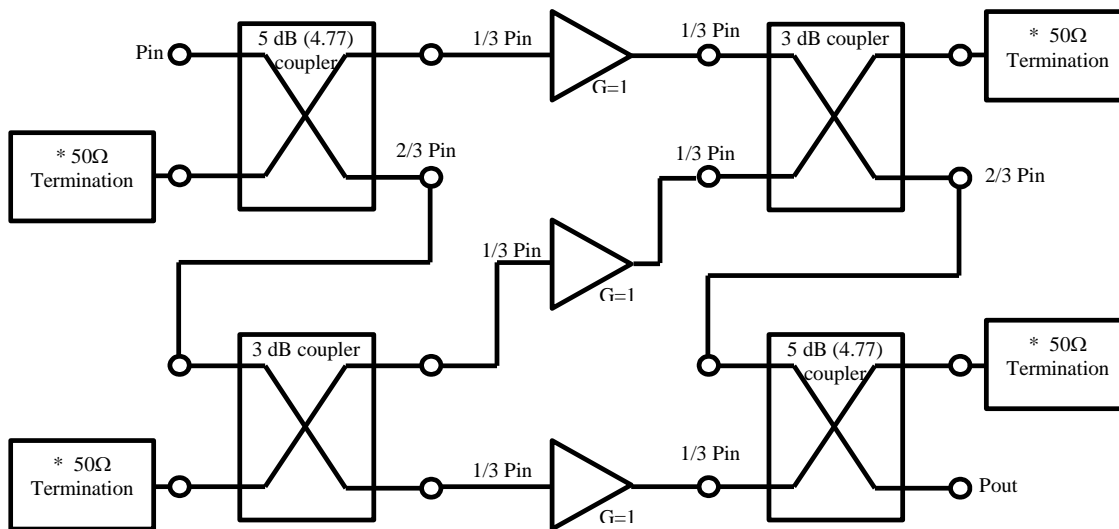 Pin
5 dB (4.77)
coupler
1/3 Pin
G=1
1/3 Pin
3 dB coupler
* 50Ω
Termination
* 50Ω
Termination
2/3 Pin
1/3 Pin
2/3 Pin
1/3 Pin
G=1
3 dB coupler
5 dB (4.77)
coupler
* 50Ω
Termination
* 50Ω
Termination
1/3 Pin
G=1
1/3 Pin
Pout